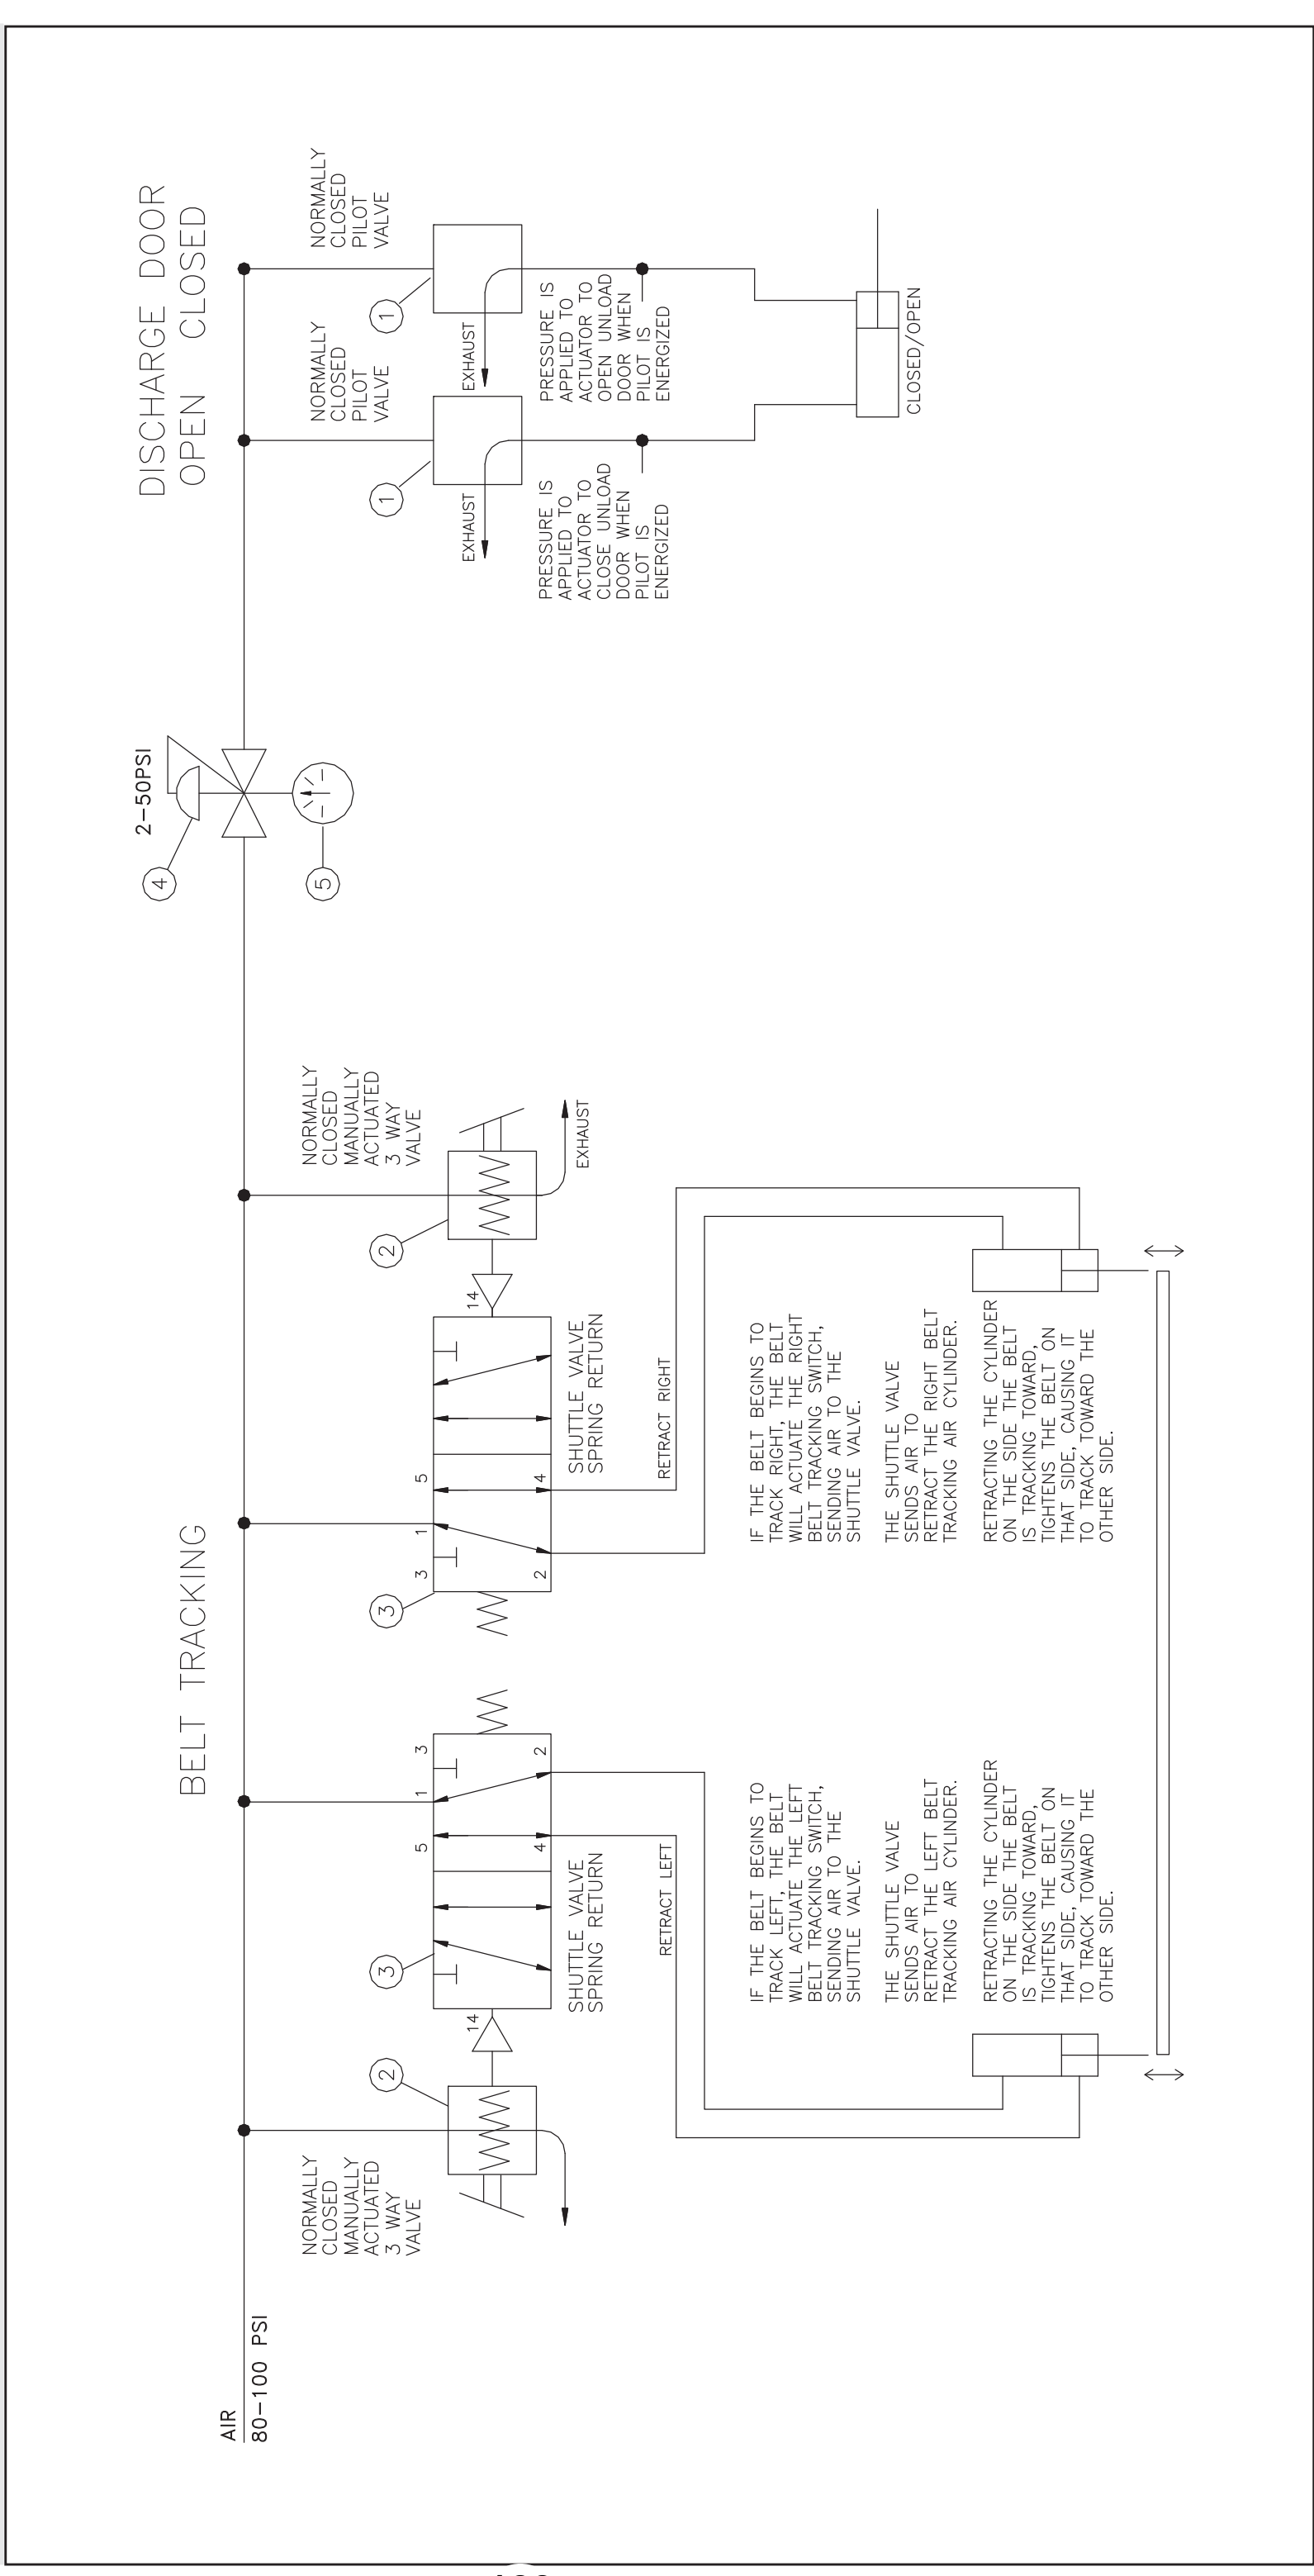 BELT TRACKING
DISCHARGE DOOR
OPEN CLOSED
AIR
80-100 PSI
NORMALLY
CLOSED
MANUALLY
ACTUATED
3 WAY
VALVE
2
14
3
5
1
3
4
2
SHUTTLE VALVE
SPRING RETURN
RETRACT LEFT
IF THE BELT BEGINS TO
TRACK LEFT, THE BELT
WILL ACTUATE THE LEFT
BELT TRACKING SWITCH,
SENDING AIR TO THE
SHUTTLE VALVE.
THE SHUTTLE VALVE
SENDS AIR TO
RETRACT THE LEFT BELT
TRACKING AIR CYLINDER.
RETRACTING THE CYLINDER
ON THE SIDE THE BELT
IS TRACKING TOWARD,
TIGHTENS THE BELT ON
THAT SIDE, CAUSING IT
TO TRACK TOWARD THE
OTHER SIDE.
3
3
1
5
2
4
14
SHUTTLE VALVE
SPRING RETURN
RETRACT RIGHT
IF THE BELT BEGINS TO
TRACK RIGHT, THE BELT
WILL ACTUATE THE RIGHT
BELT TRACKING SWITCH,
SENDING AIR TO THE
SHUTTLE VALVE.
THE SHUTTLE VALVE
SENDS AIR TO
RETRACT THE RIGHT BELT
TRACKING AIR CYLINDER.
RETRACTING THE CYLINDER
ON THE SIDE THE BELT
IS TRACKING TOWARD,
TIGHTENS THE BELT ON
THAT SIDE, CAUSING IT
TO TRACK TOWARD THE
OTHER SIDE.
NORMALLY
CLOSED
MANUALLY
ACTUATED
3 WAY
VALVE
2
EXHAUST
2-50PSI
4
5
NORMALLY
CLOSED
PILOT
VALVE
1
EXHAUST
PRESSURE IS
APPLIED TO
ACTUATOR TO
CLOSE UNLOAD
DOOR WHEN
PILOT IS
ENERGIZED
NORMALLY
CLOSED
PILOT
VALVE
1
EXHAUST
PRESSURE IS
APPLIED TO
ACTUATOR TO
OPEN UNLOAD
DOOR WHEN
PILOT IS
ENERGIZED
CLOSED/OPEN